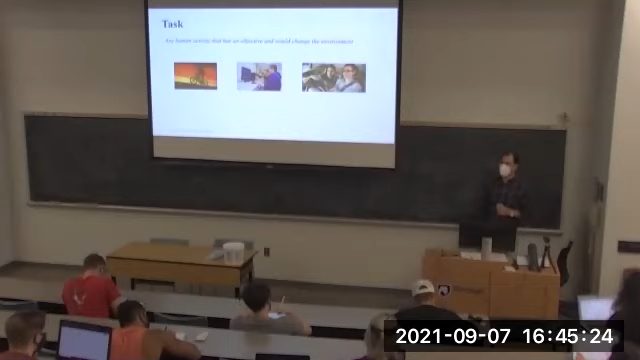 Task
Any human activity that has an objective and would change the environment
2021-09-07 16:45:24